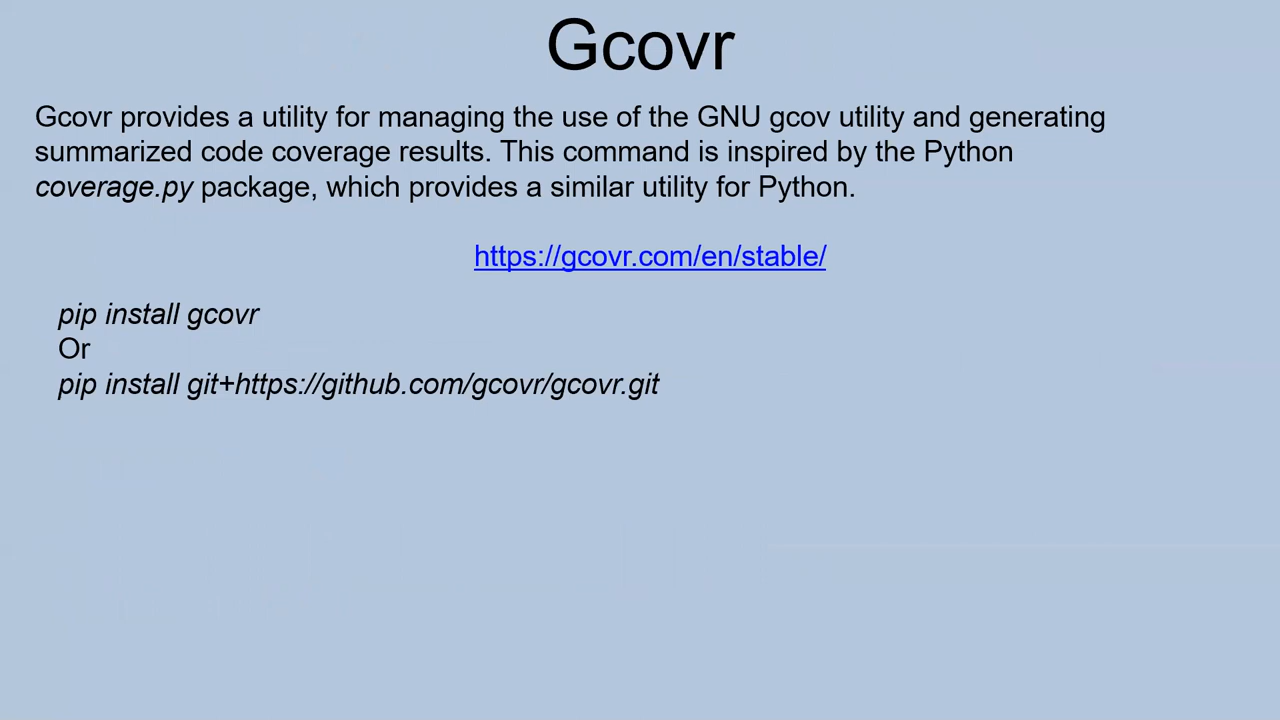 Gcovr
Gcovr provides a utility for managing the use of the GNU gcov utility and generating
summarized code coverage results. This command is inspired by the Python
coverage.py package, which provides a similar utility for Python.
https://gcovr.com/en/stable/
pip install gcovr
Or
pip install git+https://github.com/gcovr/gcovr.git